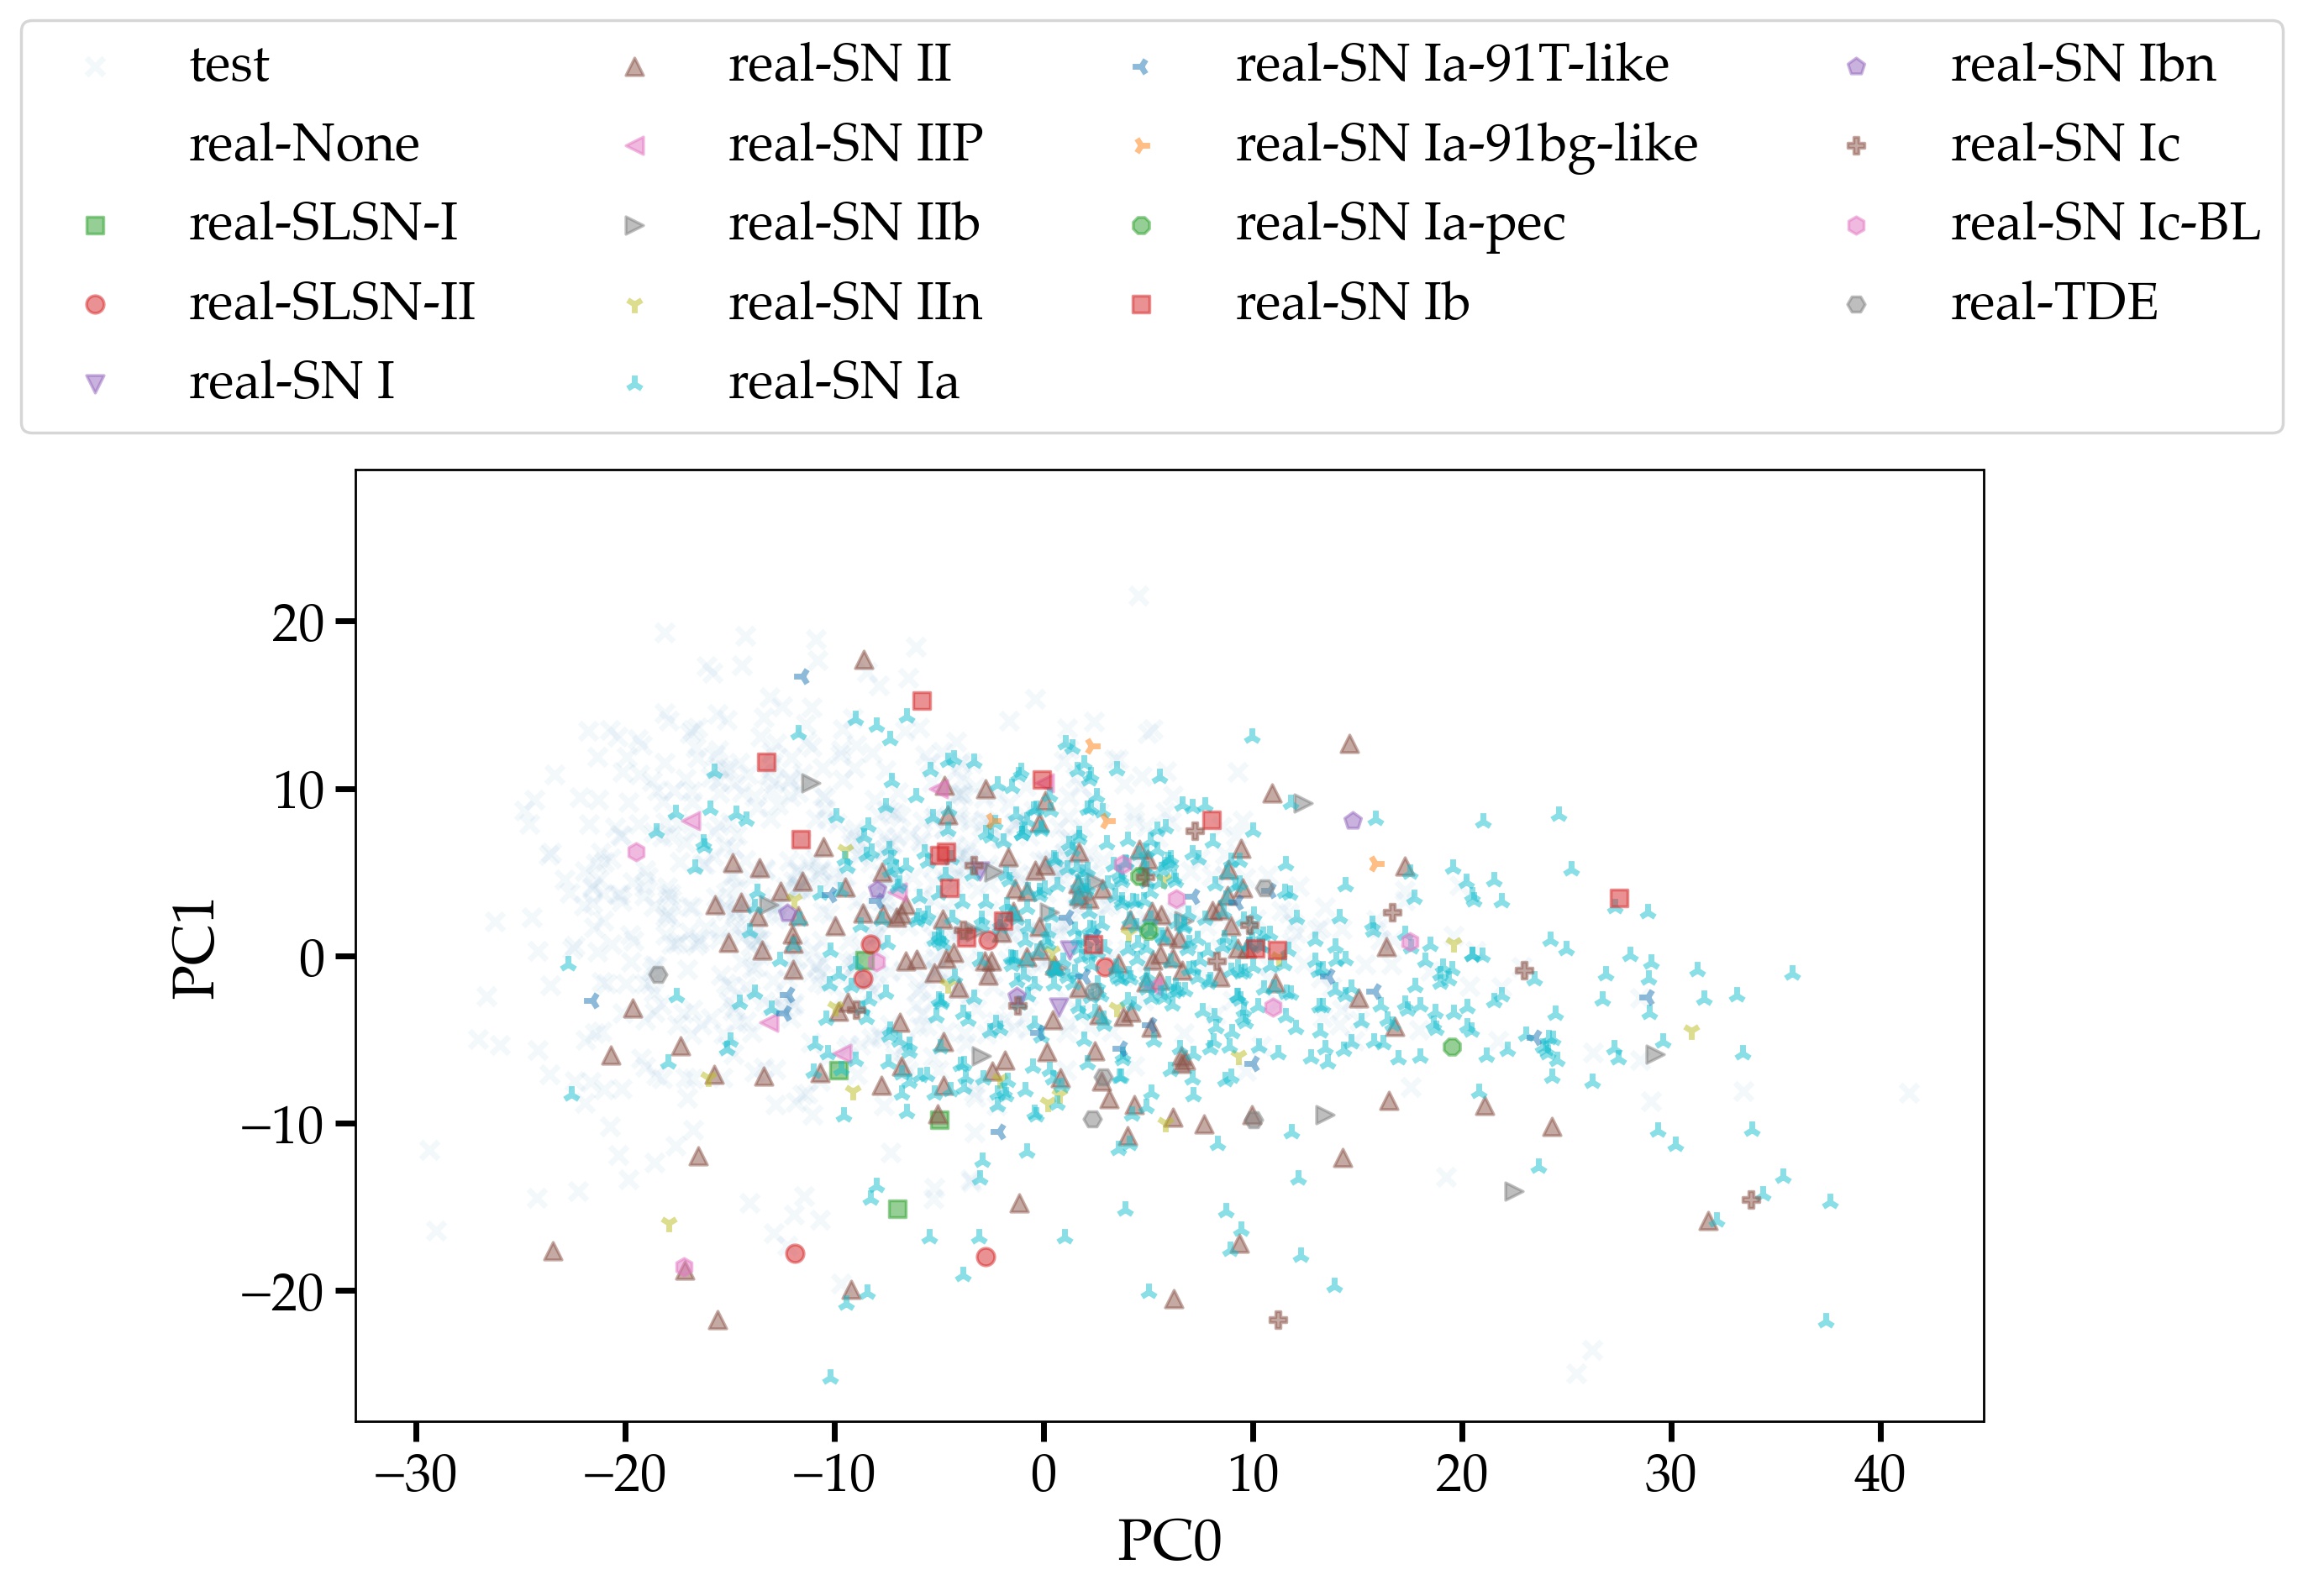 test
real-None
real-SLSN-I
real-SLSN-II
real-SN I
real-SN II
real-SN IIP
real-SN IIb
real-SN IIn
real-SN Ia
real-SN Ia-91T-like
real-SN Ia-91bg-like
real-SN Ia-pec
real-SN Ib
real-SN Ibn
real-SN Ic
real-SN Ic-BL
real-TDE
PC1
20
10
0
−10
−20
−30
−20
−10
0
10
20
30
40
PC0